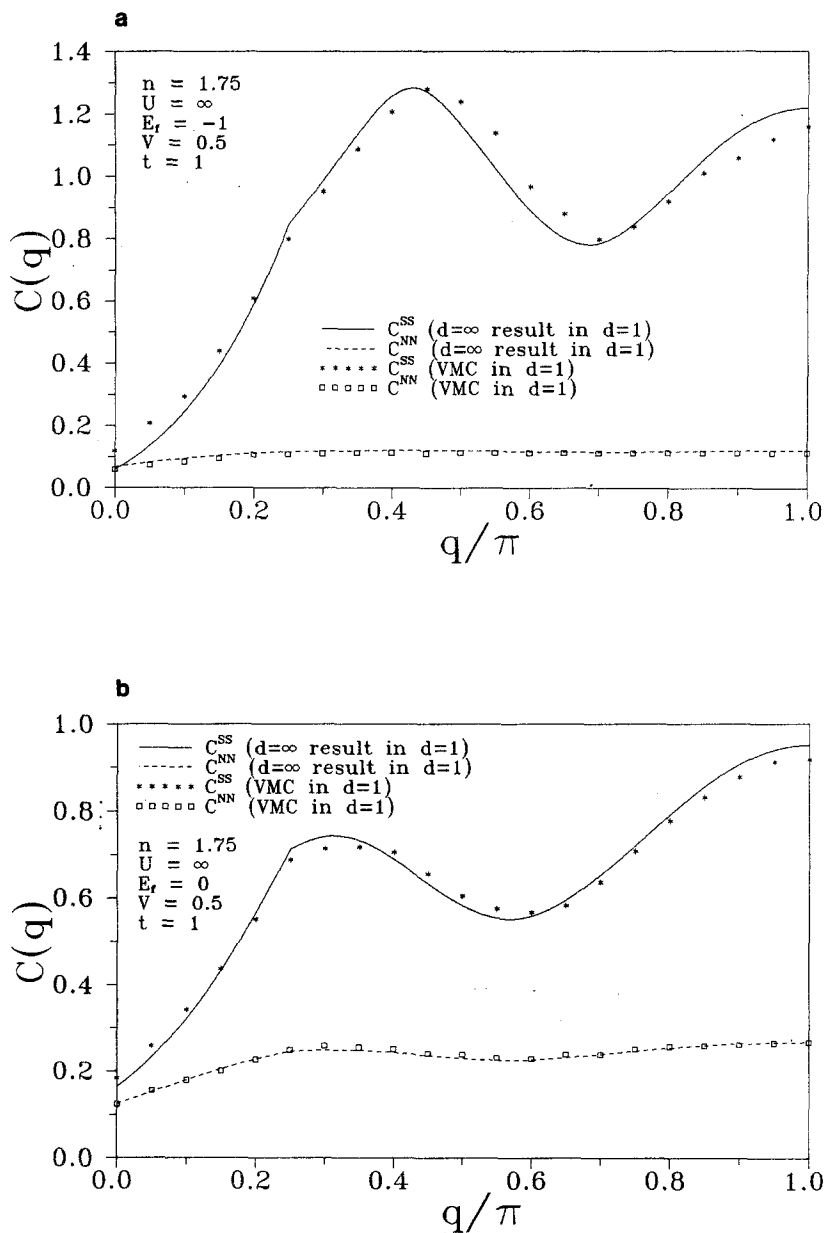 a
1.4
1.2
1.0
0.8
0.6
0.4
0.2
0.0
C(q)
n = 1.75
U = ∞
E_f = −1
V = 0.5
t = 1
C^SS (d=∞ result in d=1)
C^NN (d=∞ result in d=1)
C^SS (VMC in d=1)
C^NN (VMC in d=1)
0.0 0.2 0.4 0.6 0.8 1.0
q/π
b
1.0
0.8
0.6
0.4
0.2
0.0
C(q)
C^SS (d=∞ result in d=1)
C^NN (d=∞ result in d=1)
C^SS (VMC in d=1)
C^NN (VMC in d=1)
n = 1.75
U = ∞
E_f = 0
V = 0.5
t = 1
0.0 0.2 0.4 0.6 0.8 1.0
q/π